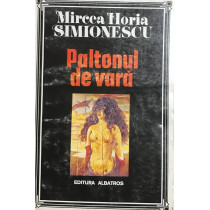 Mircea Horia
SIMIONESCU
Paltonul
de vară
EDITURA ALBATROS